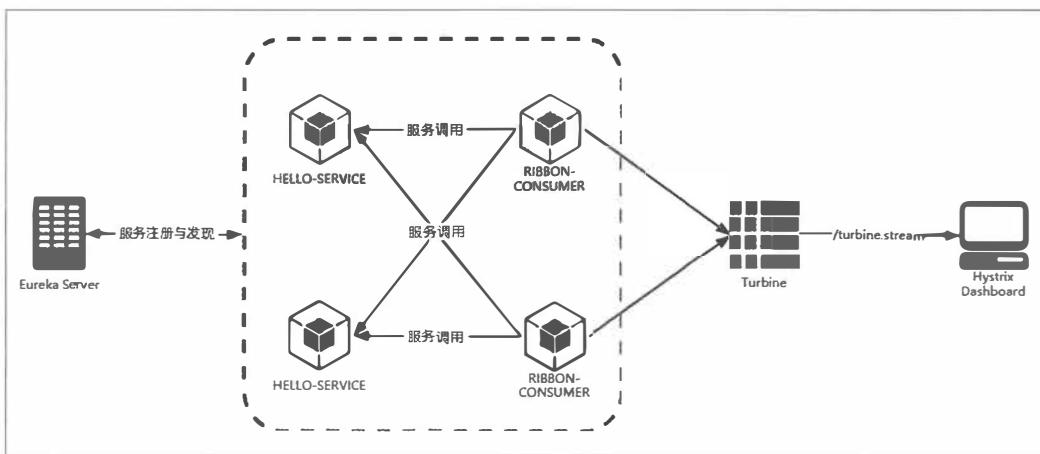 服务调用
HELLO-SERVICE
RIBBON-
CONSUMER
服务注册与发现
服务调用
/turbine.stream
Eureka Server
Turbine
Hystrix
Dashboard
服务调用
HELLO-SERVICE
RIBBON-
CONSUMER